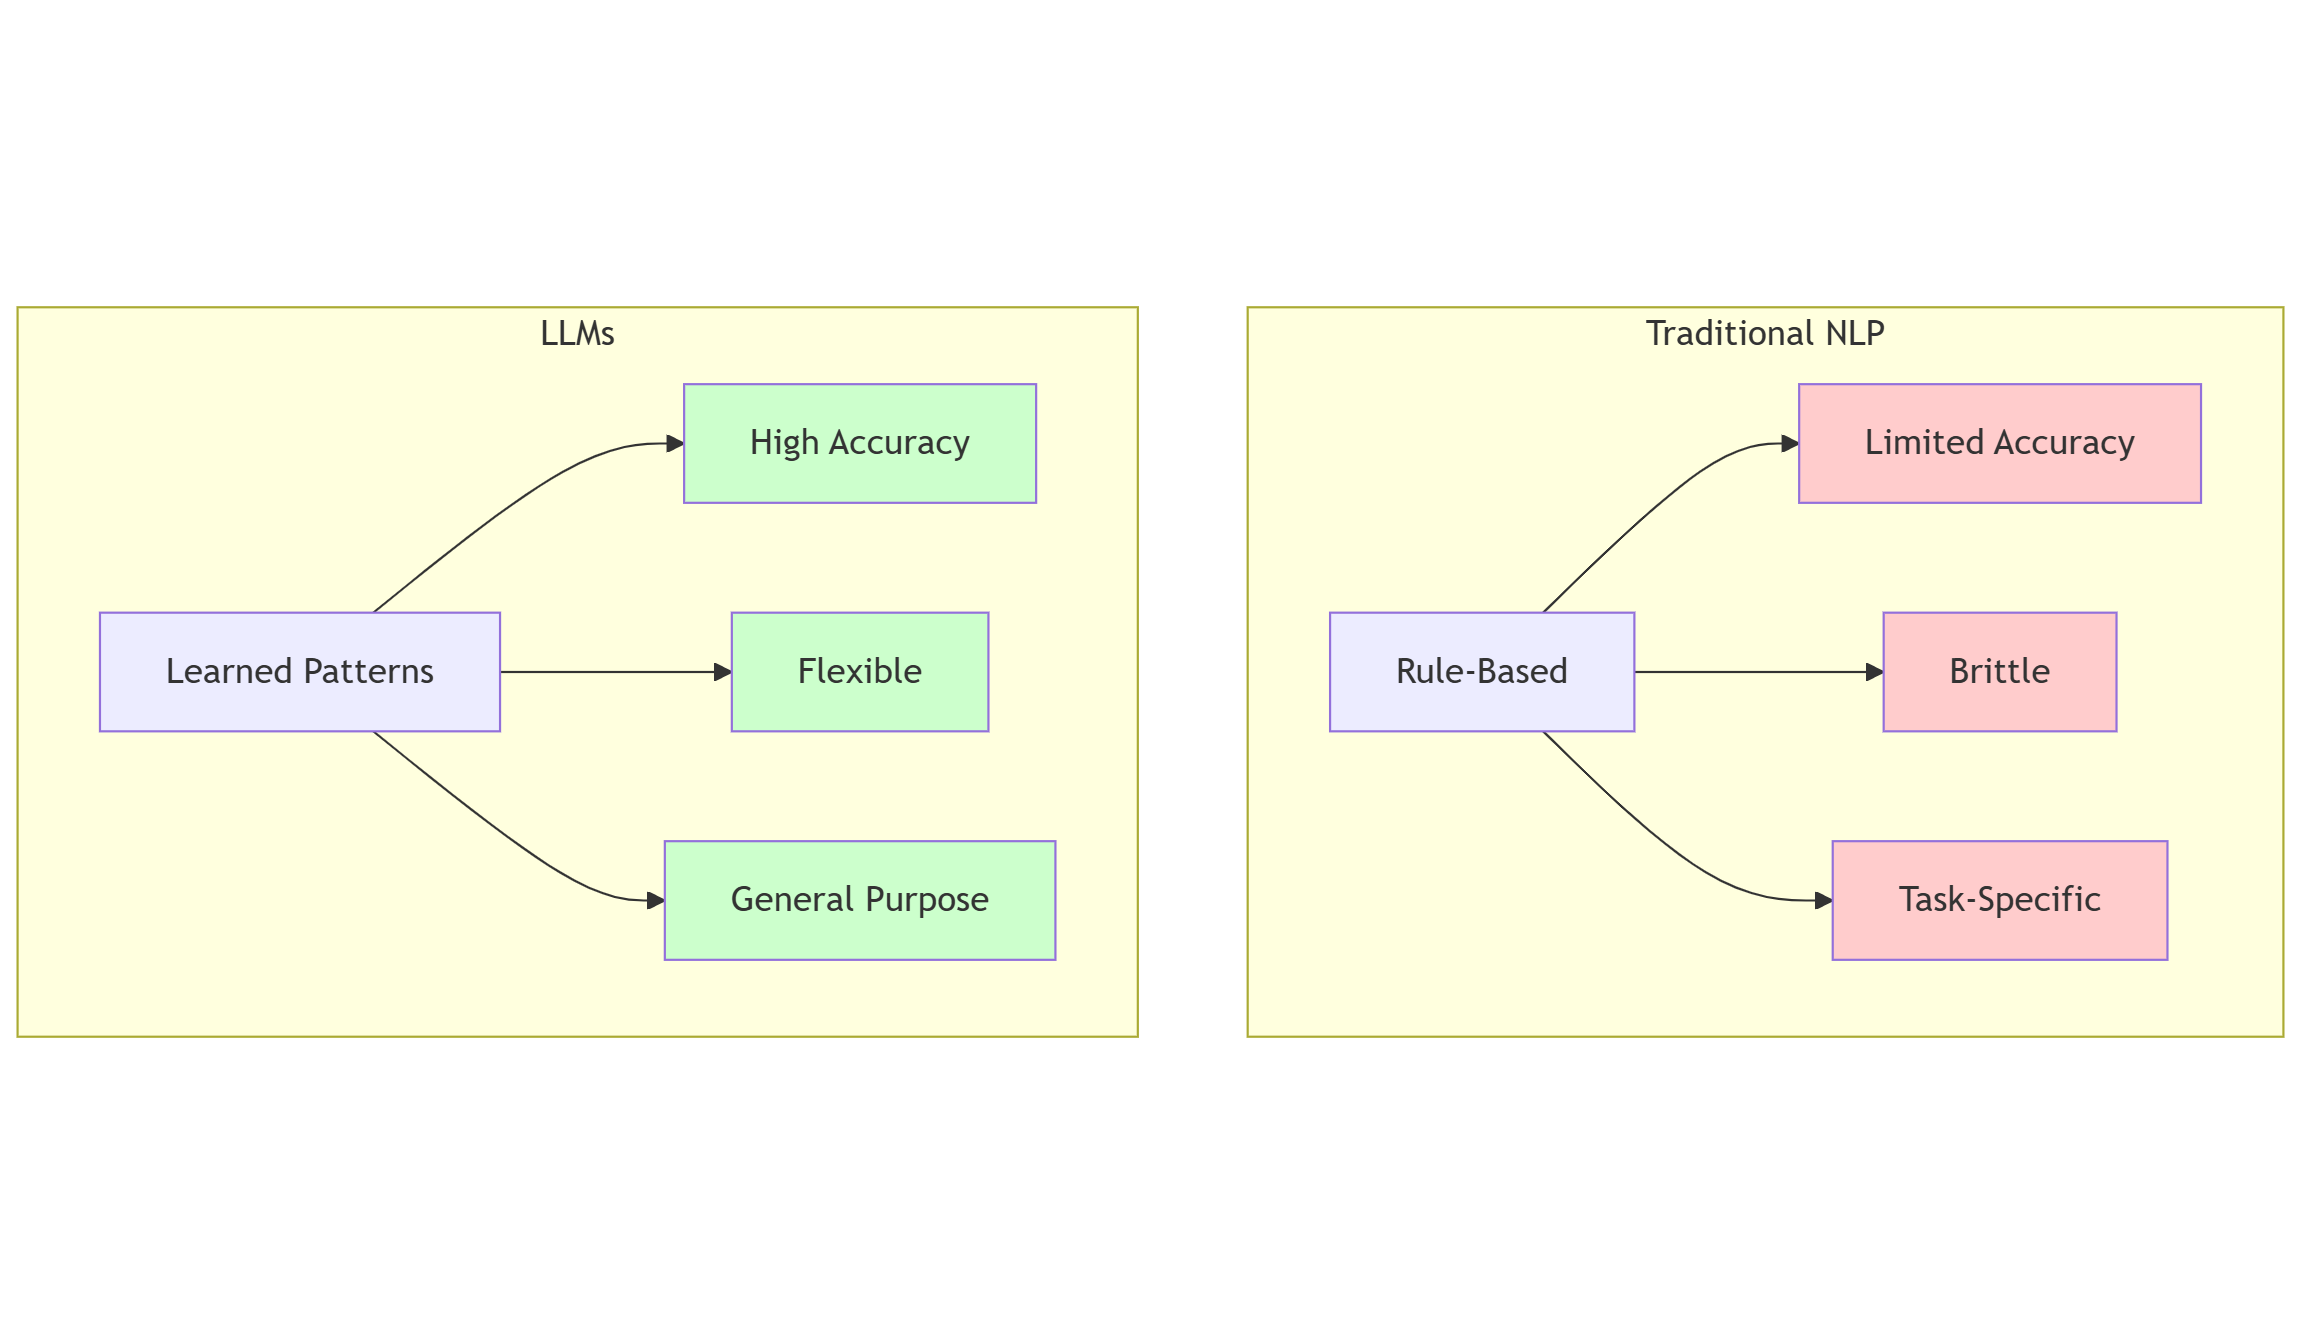 LLMs
High Accuracy
Learned Patterns
Flexible
General Purpose
Traditional NLP
Limited Accuracy
Rule-Based
Brittle
Task-Specific